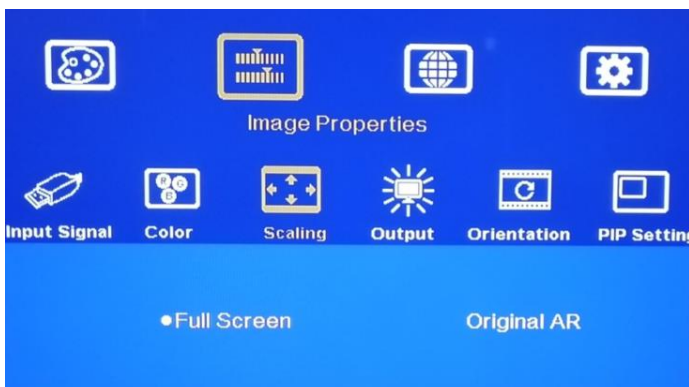 Image Properties
Input Signal Color Scaling Output Orientation PIP Setting
R G
B
Full Screen Original AR